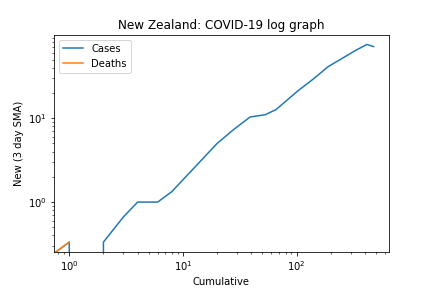 New Zealand: COVID-19 log graph
Cases
Deaths
New (3 day SMA)
10¹
10⁰
10⁰ 10¹ 10²
Cumulative